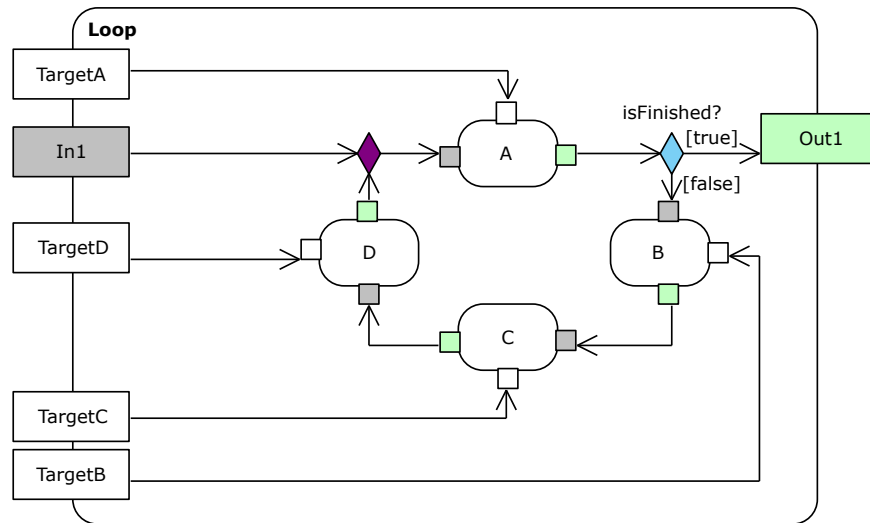 Loop
TargetA
isFinished?
In1
A
[true]
Out1
[false]
TargetD
D
B
C
TargetC
TargetB